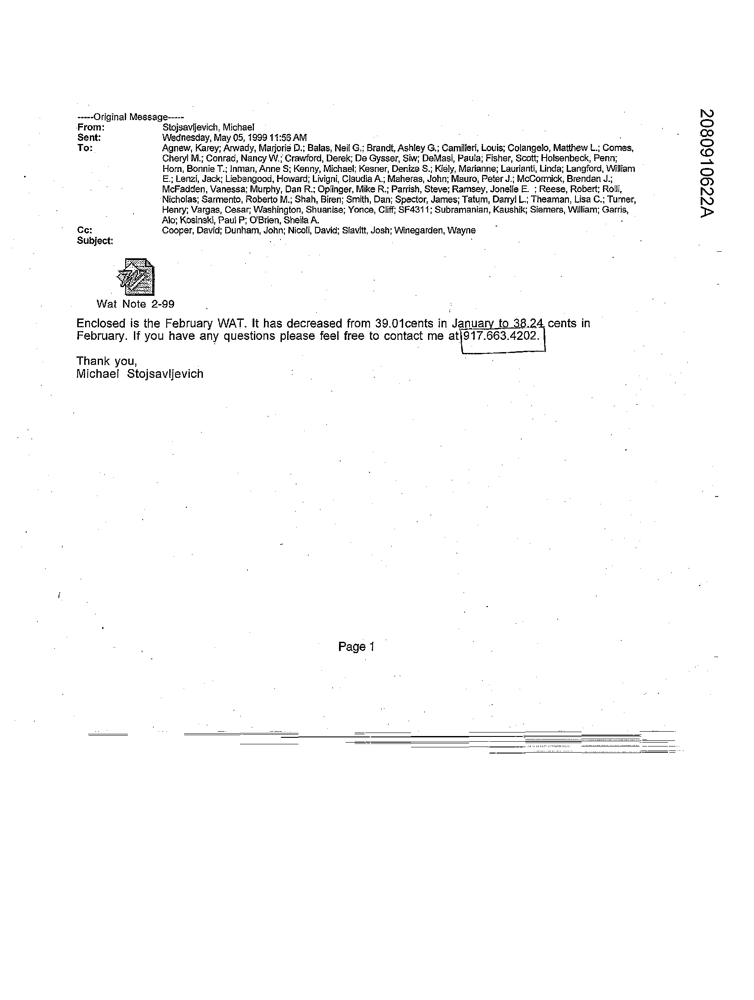 -----Original Message-----
From: Stojsavljevich, Michael
Sent: Wednesday, May 05, 1999 11:56 AM
To: Agnew, Karey; Arwady, Marjorie D.; Balas, Neil G.; Brandt, Ashley G.; Camilleri, Louis; Colangelo, Matthew L.; Comes,
Cheryl M.; Conrad, Nancy W.; Crawford, Derek; De Gysser, Siw; DeMasi, Paula; Fisher, Scott; Holsenbeck, Penn;
Horn, Bonnie T.; Inman, Anne S; Kenny, Michael; Kesner, Denize S.; Kiely, Marianne; Laurianti, Linda; Langford, William
E.; Lenzi, Jack; Liebengood, Howard; Livigni, Claudia A.; Maheras, John; Mauro, Peter J.; McCormick, Brendan J.;
McFadden, Vanessa; Murphy, Dan R.; Oplinger, Mike R.; Parrish, Steve; Ramsey, Jonelle E. ; Reese, Robert; Rolli,
Nicholas; Sarmento, Roberto M.; Shah, Biren; Smith, Dan; Spector, James; Tatum, Darryl L.; Theaman, Lisa C.; Turner,
Henry; Vargas, Cesar; Washington, Shuanise; Yonce, Cliff; SF4311; Subramanian, Kaushik; Siemers, William; Garris,
Alo; Kosinski, Paul P; O'Brien, Sheila A.
Cc: Cooper, David; Dunham, John; Nicoli, David; Slavitt, Josh; Winegarden, Wayne
Subject:
Wat Note 2-99
Enclosed is the February WAT. It has decreased from 39.01cents in January to 38.24 cents in
February. If you have any questions please feel free to contact me at 917.663.4202.
Thank you,
Michael Stojsavljevich
Page 1
2080910622A